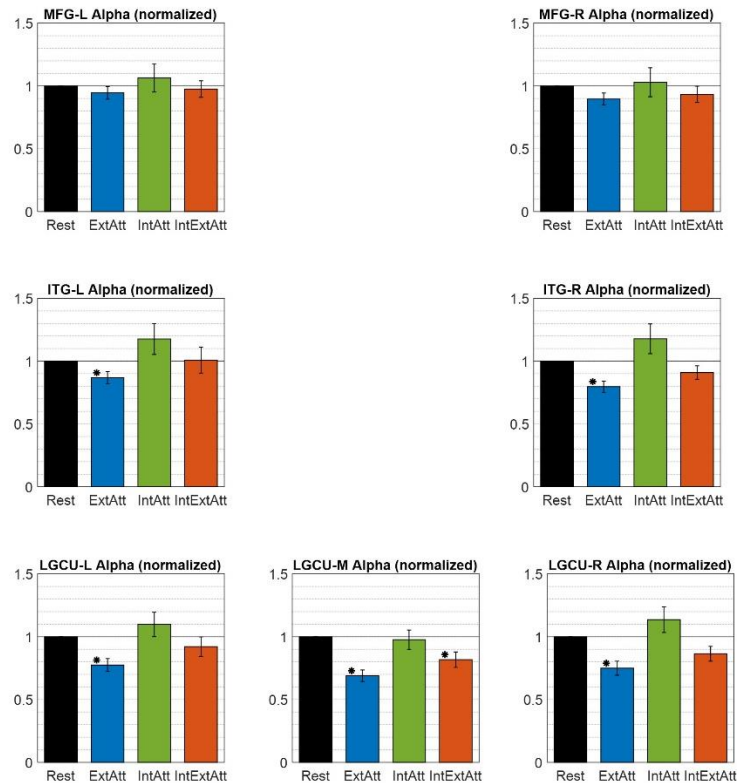 MFG-L Alpha (normalized)
1.5
1
0.5
0
Rest ExtAtt IntAtt IntExtAtt
MFG-R Alpha (normalized)
1.5
1
0.5
0
Rest ExtAtt IntAtt IntExtAtt
ITG-L Alpha (normalized)
1.5
1
*
0.5
0
Rest ExtAtt IntAtt IntExtAtt
ITG-R Alpha (normalized)
1.5
1
*
0.5
0
Rest ExtAtt IntAtt IntExtAtt
LGCU-L Alpha (normalized)
1.5
1
*
0.5
0
Rest ExtAtt IntAtt IntExtAtt
LGCU-M Alpha (normalized)
1.5
1
* *
0.5
0
Rest ExtAtt IntAtt IntExtAtt
LGCU-R Alpha (normalized)
1.5
1
*
0.5
0
Rest ExtAtt IntAtt IntExtAtt